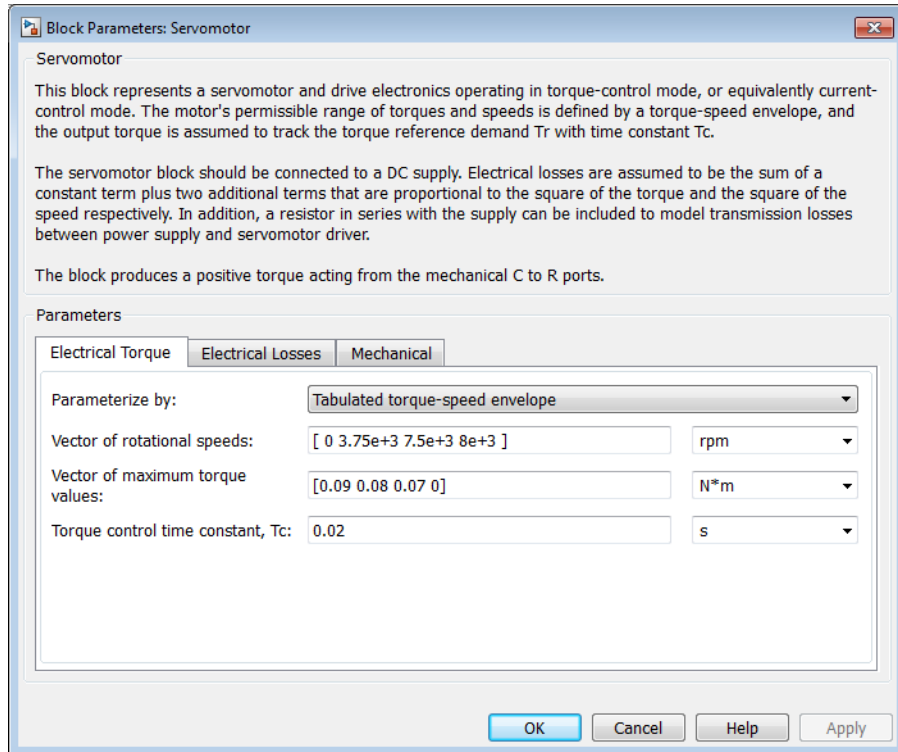 Block Parameters: Servomotor
Servomotor
This block represents a servomotor and drive electronics operating in torque-control mode, or equivalently current-
control mode. The motor's permissible range of torques and speeds is defined by a torque-speed envelope, and
the output torque is assumed to track the torque reference demand Tr with time constant Tc.
The servomotor block should be connected to a DC supply. Electrical losses are assumed to be the sum of a
constant term plus two additional terms that are proportional to the square of the torque and the square of the
speed respectively. In addition, a resistor in series with the supply can be included to model transmission losses
between power supply and servomotor driver.
The block produces a positive torque acting from the mechanical C to R ports.
Parameters
Electrical Torque Electrical Losses Mechanical
Parameterize by: Tabulated torque-speed envelope
Vector of rotational speeds: [ 0 3.75e+3 7.5e+3 8e+3 ] rpm
Vector of maximum torque
values: [0.09 0.08 0.07 0] N*m
Torque control time constant, Tc: 0.02 s
OK Cancel Help Apply